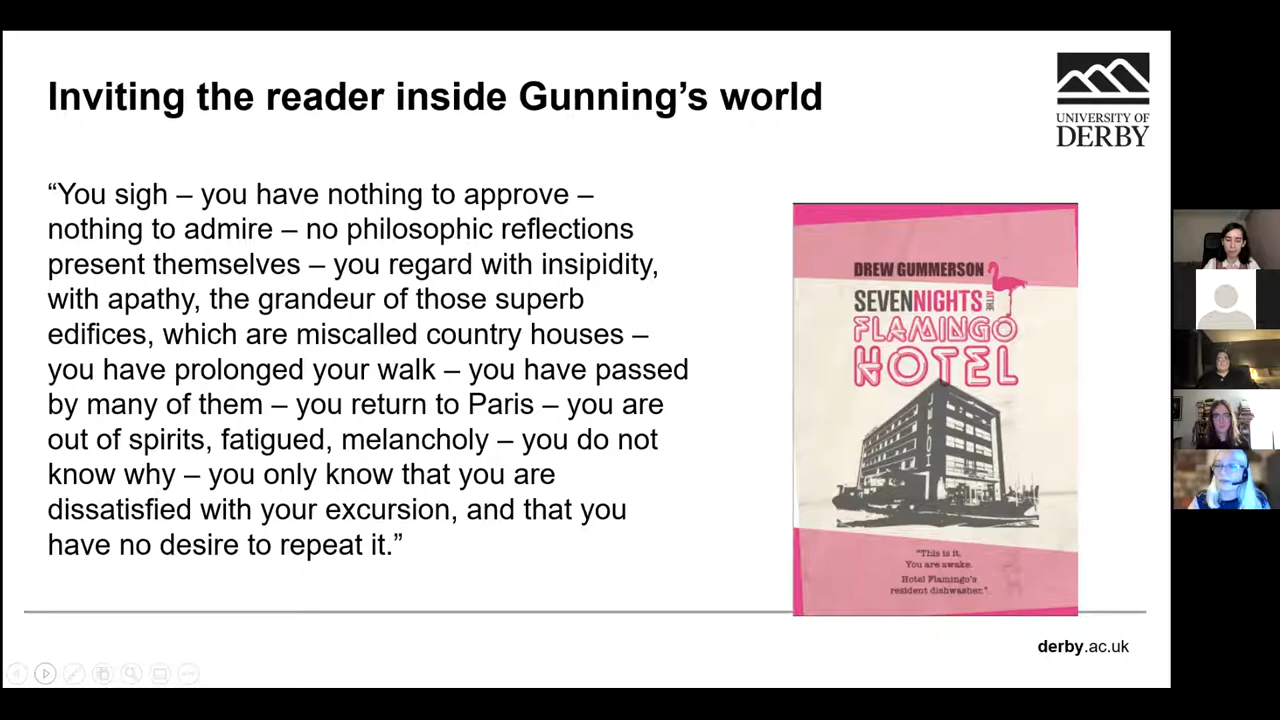 Inviting the reader inside Gunning’s world
UNIVERSITY OF
DERBY
“You sigh – you have nothing to approve –
nothing to admire – no philosophic reflections
present themselves – you regard with insipidity,
with apathy, the grandeur of those superb
edifices, which are miscalled country houses –
you have prolonged your walk – you have passed
by many of them – you return to Paris – you are
out of spirits, fatigued, melancholy – you do not
know why – you only know that you are
dissatisfied with your excursion, and that you
have no desire to repeat it.”
DREW GUMMERSON
SEVENNIGHTS AT THE
FLAMINGO
HOTEL
"This is it.
You are awake.
Hotel Flamingo's
resident dishwasher."
derby.ac.uk